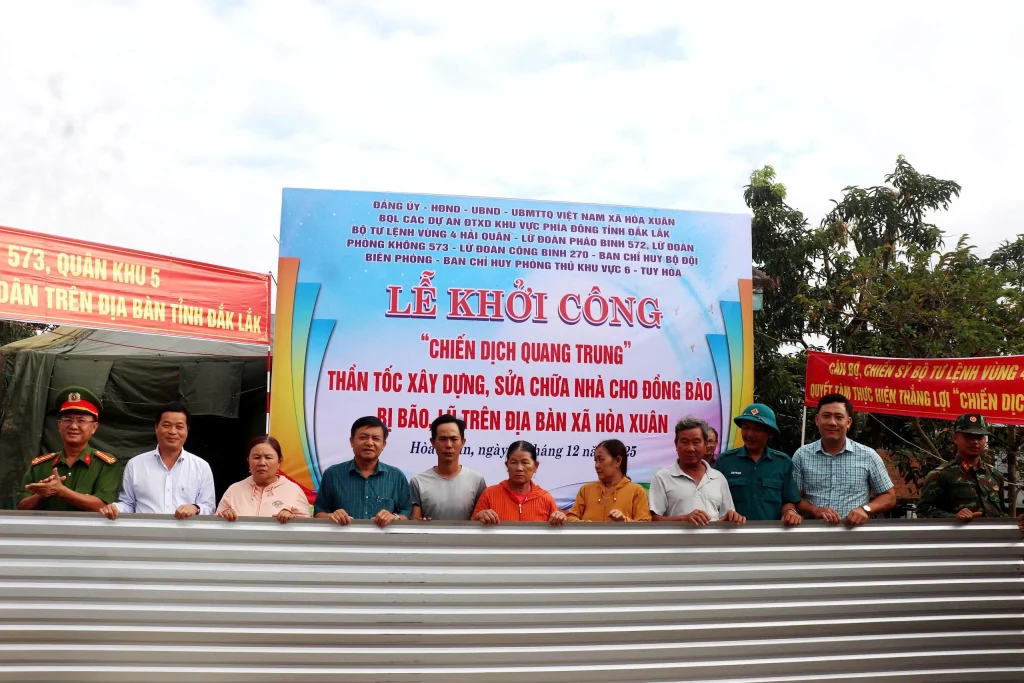 573, QUÂN KHU 5
DÂN TRÊN ĐỊA BÀN TỈNH ĐẮK LẮK
ĐẢNG ỦY - HĐND - UBND - UBMTTQ VIỆT NAM XÃ HÒA XUÂN
BQL CÁC DỰ ÁN ĐTXD KHU VỰC PHÍA ĐÔNG TỈNH ĐẮK LẮK
BỘ TƯ LỆNH VÙNG 4 HẢI QUÂN - LỮ ĐOÀN PHÁO BINH 572, LỮ ĐOÀN
PHÒNG KHÔNG 573 - LỮ ĐOÀN CÔNG BINH 270 - BAN CHỈ HUY BỘ ĐỘI
BIÊN PHÒNG - BAN CHỈ HUY PHÒNG THỦ KHU VỰC 6 - TUY HÒA
LỄ KHỞI CÔNG
"CHIẾN DỊCH QUANG TRUNG"
THẦN TỐC XÂY DỰNG, SỬA CHỮA NHÀ CHO ĐỒNG BÀO
BỊ BÃO, LŨ TRÊN ĐỊA BÀN XÃ HÒA XUÂN
tháng 12 năm
CÁN BỘ, CHIẾN SỸ BỘ TƯ LỆNH VÙNG 4
QUYẾT TÂM THỰC HIỆN THẮNG LỢI "CHIẾN DỊC